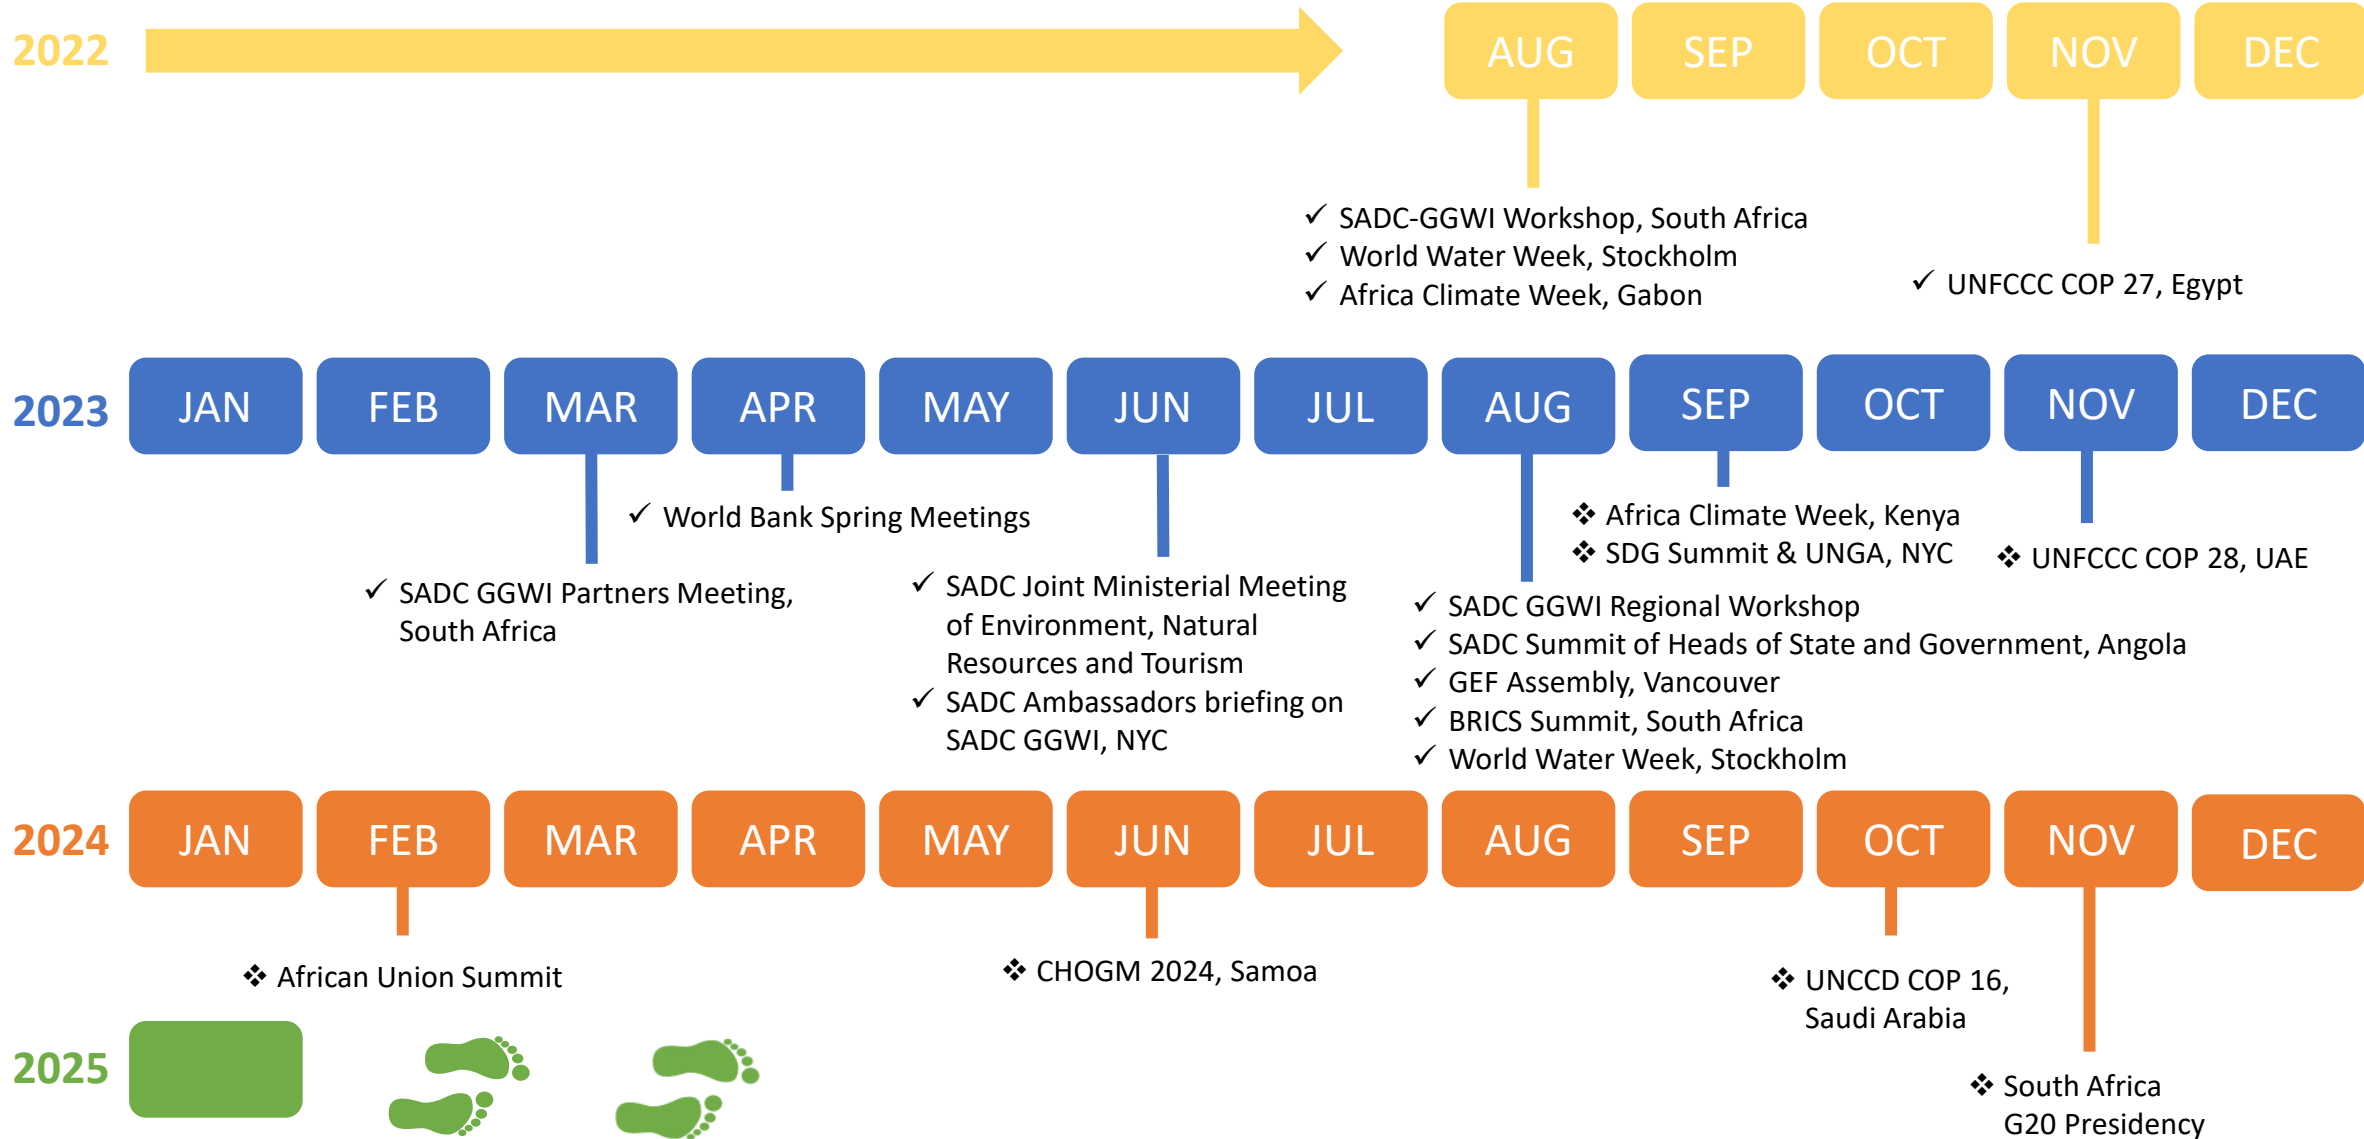 2022
AUG
SEP
OCT
NOV
DEC
✓ SADC-GGWI Workshop, South Africa
✓ World Water Week, Stockholm
✓ Africa Climate Week, Gabon
✓ UNFCCC COP 27, Egypt
2023
JAN
FEB
MAR
APR
MAY
JUN
JUL
AUG
SEP
OCT
NOV
DEC
✓ SADC GGWI Partners Meeting,
South Africa
✓ World Bank Spring Meetings
✓ SADC Joint Ministerial Meeting
of Environment, Natural
Resources and Tourism
✓ SADC Ambassadors briefing on
SADC GGWI, NYC
✓ SADC GGWI Regional Workshop
✓ SADC Summit of Heads of State and Government, Angola
✓ GEF Assembly, Vancouver
✓ BRICS Summit, South Africa
✓ World Water Week, Stockholm
❖ Africa Climate Week, Kenya
❖ SDG Summit & UNGA, NYC
❖ UNFCCC COP 28, UAE
2024
JAN
FEB
MAR
APR
MAY
JUN
JUL
AUG
SEP
OCT
NOV
DEC
❖ African Union Summit
❖ CHOGM 2024, Samoa
❖ UNCCD COP 16,
Saudi Arabia
❖ South Africa
G20 Presidency
2025